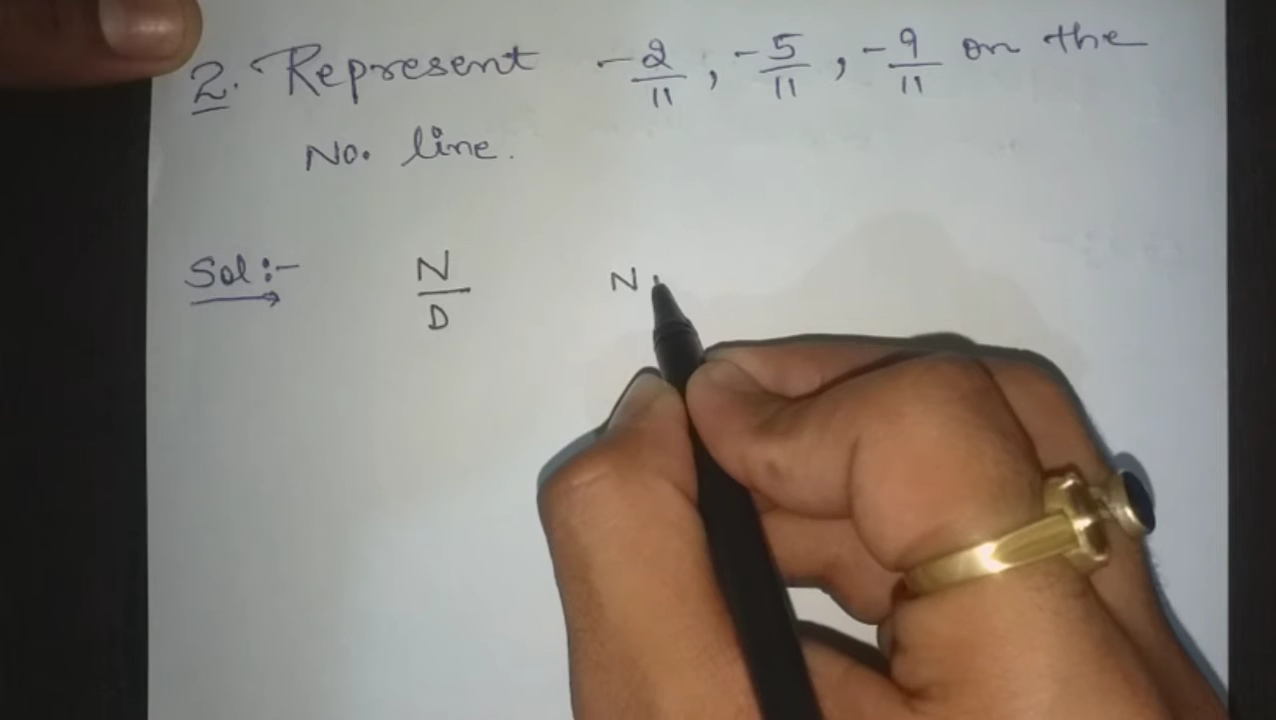 2. Represent -2/11, -5/11, -9/11 on the
No. line.
Sol :- N/D N